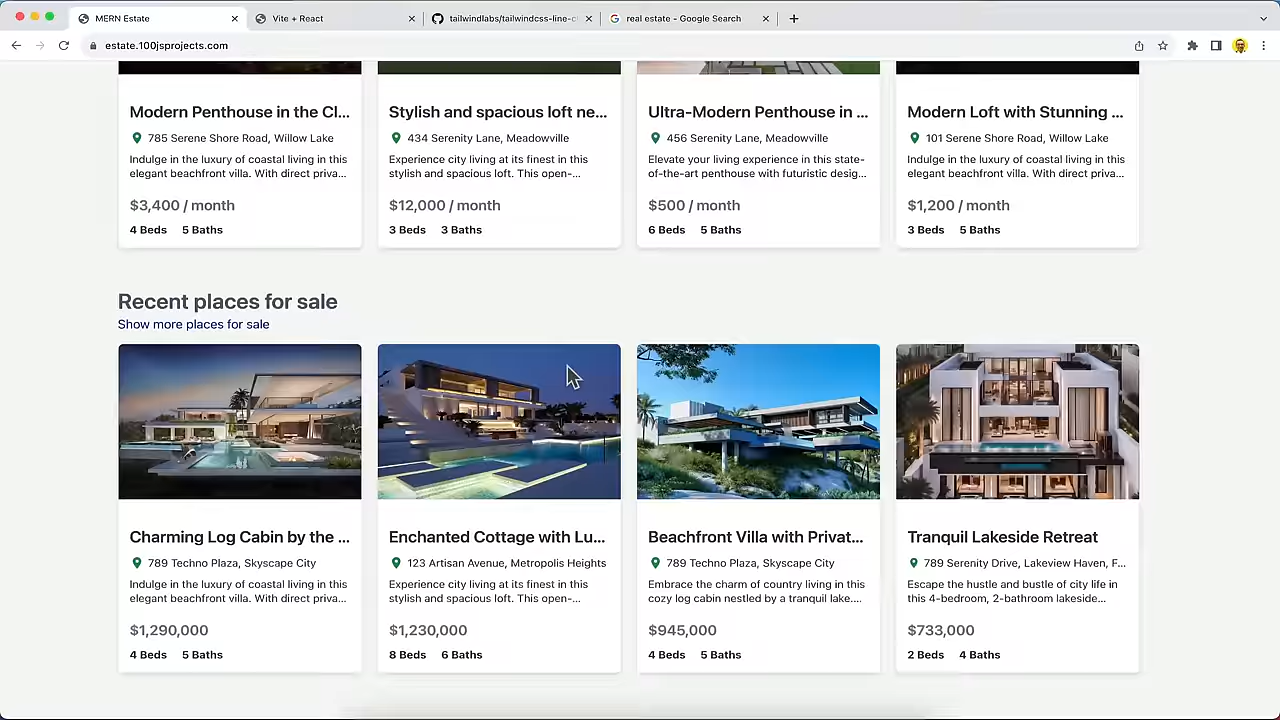 MERN Estate
Vite + React
tailwindlabs/tailwindcss-line-c
real estate - Google Search
estate.100jsprojects.com
Modern Penthouse in the Cl...
785 Serene Shore Road, Willow Lake
Indulge in the luxury of coastal living in this
elegant beachfront villa. With direct priva...
$3,400 / month
4 Beds 5 Baths
Stylish and spacious loft ne...
434 Serenity Lane, Meadowville
Experience city living at its finest in this
stylish and spacious loft. This open-...
$12,000 / month
3 Beds 3 Baths
Ultra-Modern Penthouse in ...
456 Serenity Lane, Meadowville
Elevate your living experience in this state-
of-the-art penthouse with futuristic desig...
$500 / month
6 Beds 5 Baths
Modern Loft with Stunning ...
101 Serene Shore Road, Willow Lake
Indulge in the luxury of coastal living in this
elegant beachfront villa. With direct priva...
$1,200 / month
3 Beds 5 Baths
Recent places for sale
Show more places for sale
Charming Log Cabin by the ...
789 Techno Plaza, Skyscape City
Indulge in the luxury of coastal living in this
elegant beachfront villa. With direct priva...
$1,290,000
4 Beds 5 Baths
Enchanted Cottage with Lu...
123 Artisan Avenue, Metropolis Heights
Experience city living at its finest in this
stylish and spacious loft. This open-...
$1,230,000
8 Beds 6 Baths
Beachfront Villa with Privat...
789 Techno Plaza, Skyscape City
Embrace the charm of country living in this
cozy log cabin nestled by a tranquil lake....
$945,000
4 Beds 5 Baths
Tranquil Lakeside Retreat
789 Serenity Drive, Lakeview Haven, F...
Escape the hustle and bustle of city life in
this 4-bedroom, 2-bathroom lakeside...
$733,000
2 Beds 4 Baths